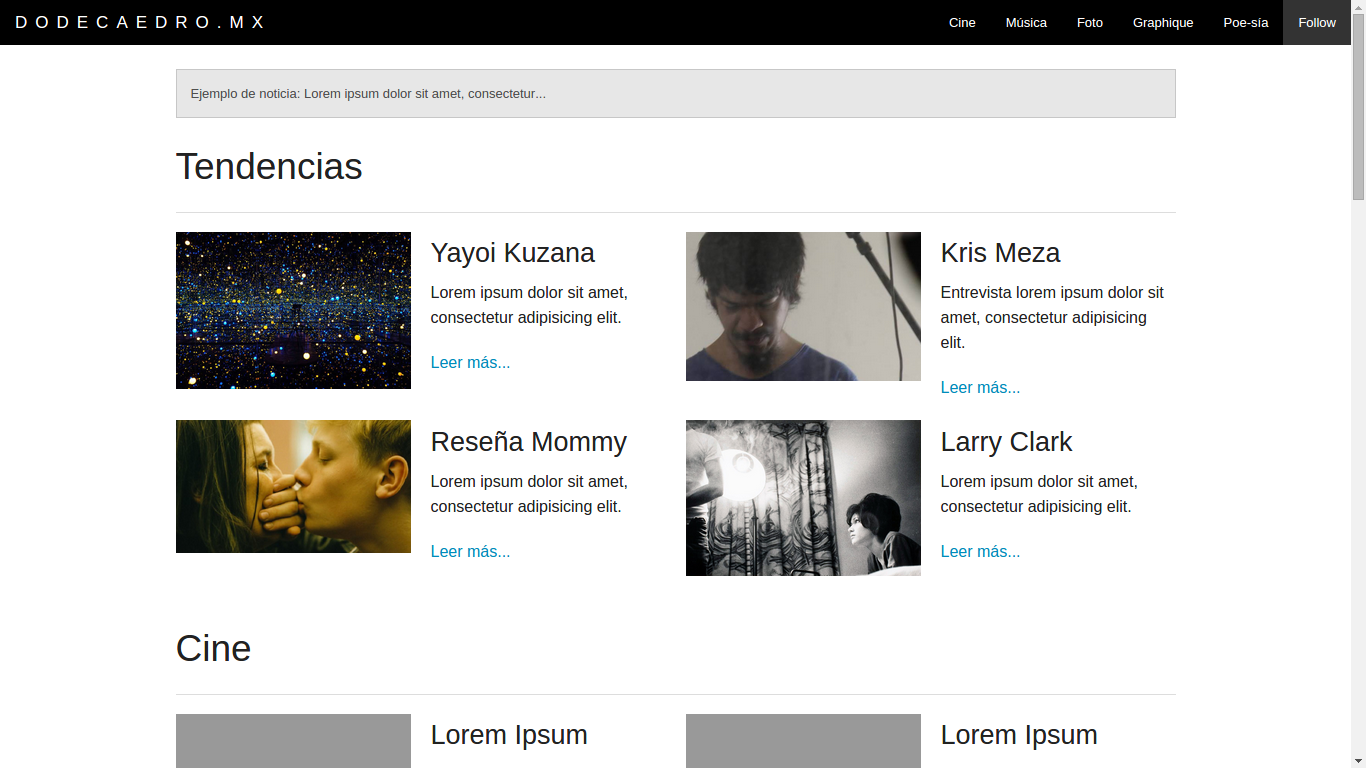 DODECAEDRO.MX
Cine Música Foto Graphique Poe-sía Follow
Ejemplo de noticia: Lorem ipsum dolor sit amet, consectetur...
Tendencias
Yayoi Kuzana
Lorem ipsum dolor sit amet,
consectetur adipisicing elit.
Leer más...
Kris Meza
Entrevista lorem ipsum dolor sit
amet, consectetur adipisicing
elit.
Leer más...
Reseña Mommy
Lorem ipsum dolor sit amet,
consectetur adipisicing elit.
Leer más...
Larry Clark
Lorem ipsum dolor sit amet,
consectetur adipisicing elit.
Leer más...
Cine
Lorem Ipsum
Lorem Ipsum